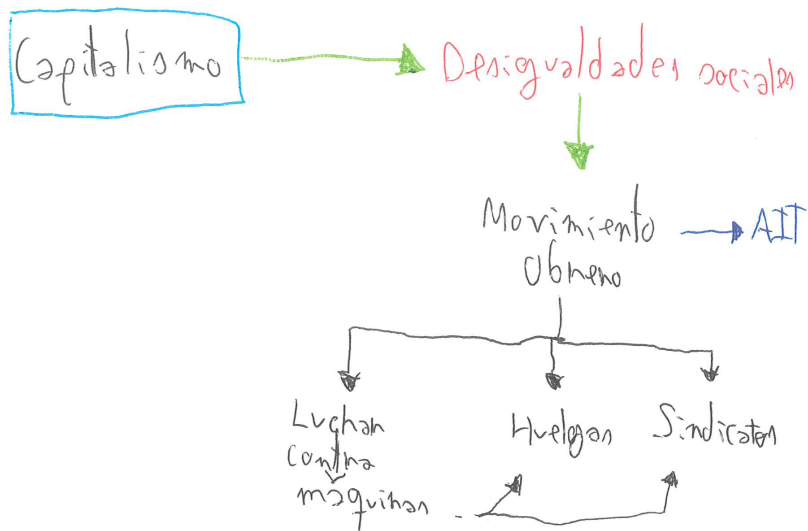 Capitalismo
Desigualdades sociales
Movimiento
Obrero
AIT
Luchan
contra
maquinas
Huelgas
Sindicatos